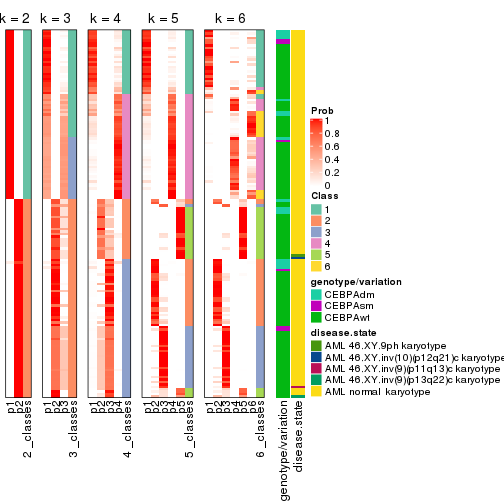 k = 2 k = 3 k = 4 k = 5 k = 6
Prob
1
0.8
0.6
0.4
0.2
0
Class
1
2
3
4
5
6
genotype/variation
CEBPAdm
CEBPAsm
CEBPAwt
disease.state
AML 46.XY.9ph karyotype
AML 46.XY.inv(10)(p12q21)c karyotype
AML 46.XY.inv(9)(p11q13)c karyotype
AML 46.XY.inv(9)(p13q22)c karyotype
AML normal karyotype
p1 p2 2_classes p1 p2 p3 3_classes p1 p2 p3 p4 4_classes p1 p2 p3 p4 p5 5_classes p1 p2 p3 p4 p5 p6 6_classes genotype/variation disease.state